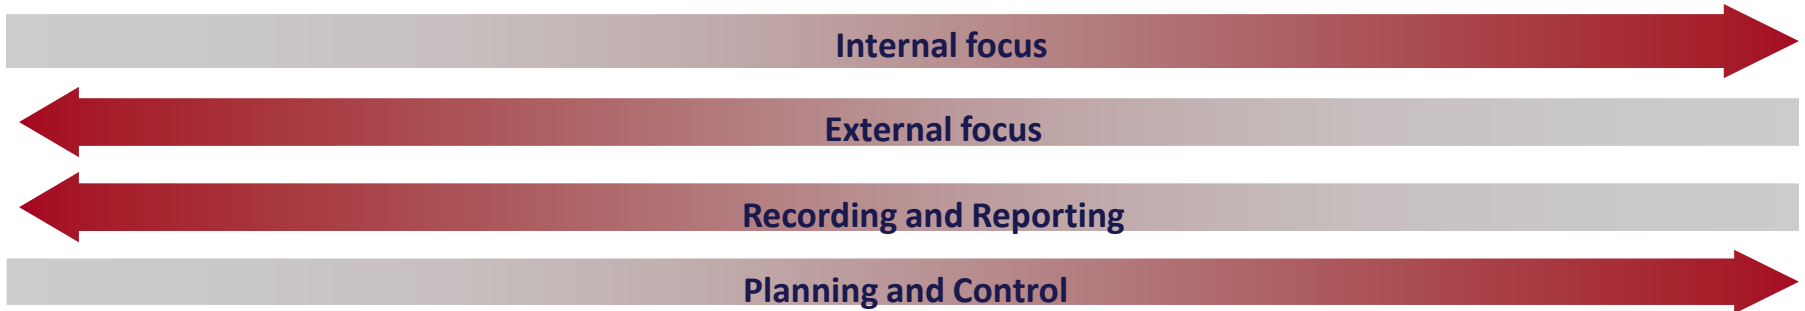 Internal focus
External focus
Recording and Reporting
Planning and Control